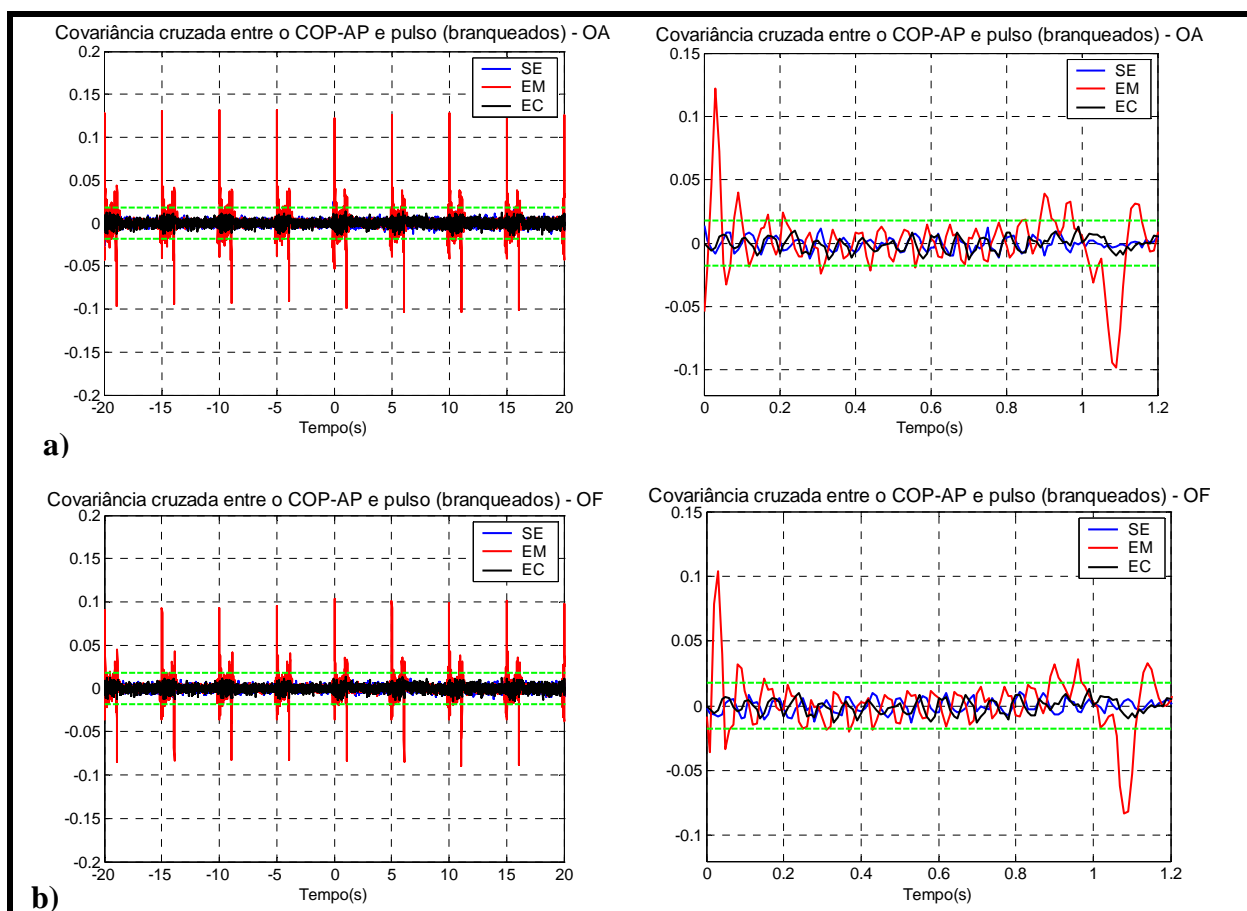 Covariância cruzada entre o COP-AP e pulso (branqueados) - OA
0.2
0.15
0.1
0.05
0
-0.05
-0.1
-0.15
-0.2
SE
EM
EC
-20 -15 -10 -5 0 5 10 15 20
Tempo(s)
Covariância cruzada entre o COP-AP e pulso (branqueados) - OA
0.15
0.1
0.05
0
-0.05
-0.1
SE
EM
EC
0 0.2 0.4 0.6 0.8 1 1.2
Tempo(s)
a)
Covariância cruzada entre o COP-AP e pulso (branqueados) - OF
0.2
0.15
0.1
0.05
0
-0.05
-0.1
-0.15
-0.2
SE
EM
EC
-20 -15 -10 -5 0 5 10 15 20
Tempo(s)
Covariância cruzada entre o COP-AP e pulso (branqueados) - OF
0.15
0.1
0.05
0
-0.05
-0.1
SE
EM
EC
0 0.2 0.4 0.6 0.8 1 1.2
Tempo(s)
b)